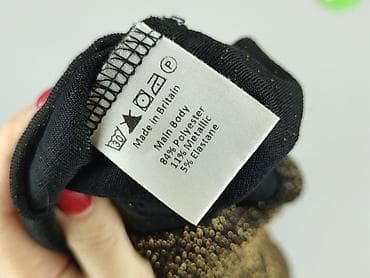 30
P
Made in Britain
Main Body
84% Polyester
11% Metallic
5% Elastane